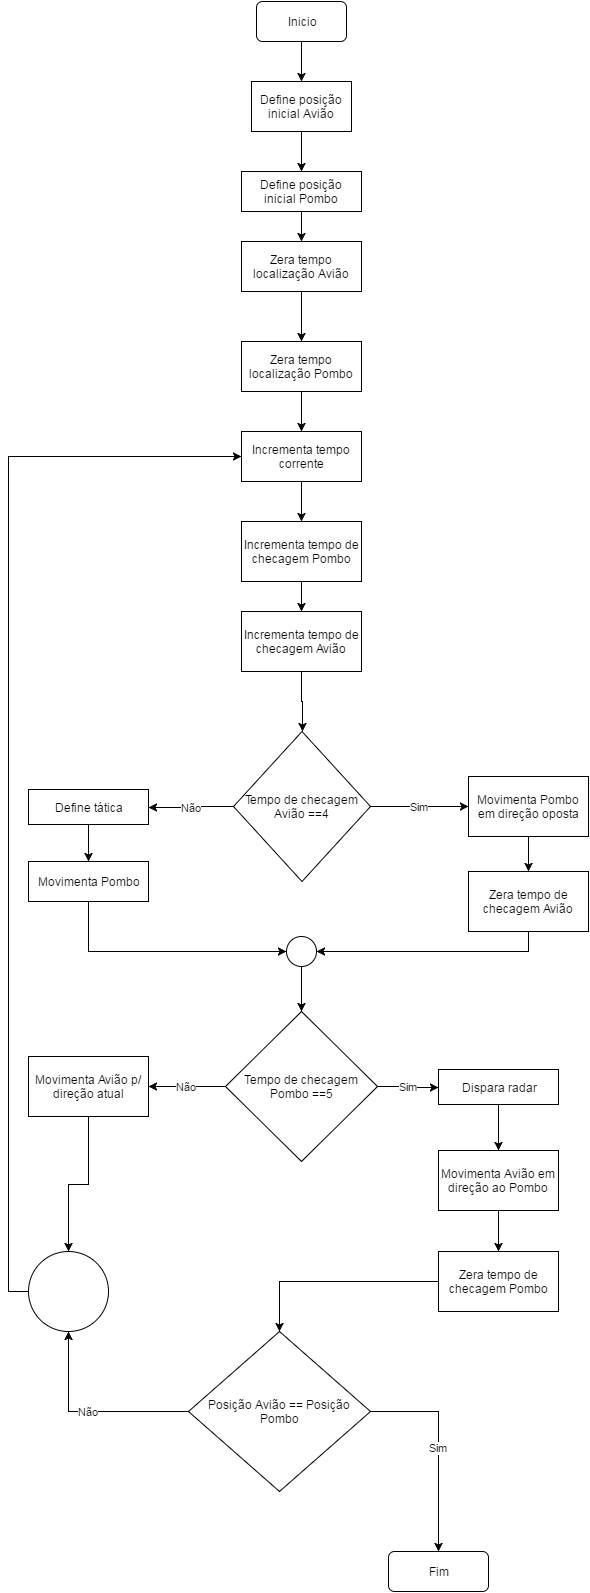 Inicio
Define posição
inicial Avião
Define posição
inicial Pombo
Zera tempo
localização Avião
Zera tempo
localização Pombo
Incrementa tempo
corrente
Incrementa tempo de
checagem Pombo
Incrementa tempo de
checagem Avião
Tempo de checagem
Avião ==4
Não
Sim
Define tática
Movimenta Pombo
Movimenta Pombo
em direção oposta
Zera tempo de
checagem Avião
Tempo de checagem
Pombo ==5
Não
Sim
Movimenta Avião p/
direção atual
Dispara radar
Movimenta Avião em
direção ao Pombo
Zera tempo de
checagem Pombo
Posição Avião == Posição
Pombo
Não
Sim
Fim